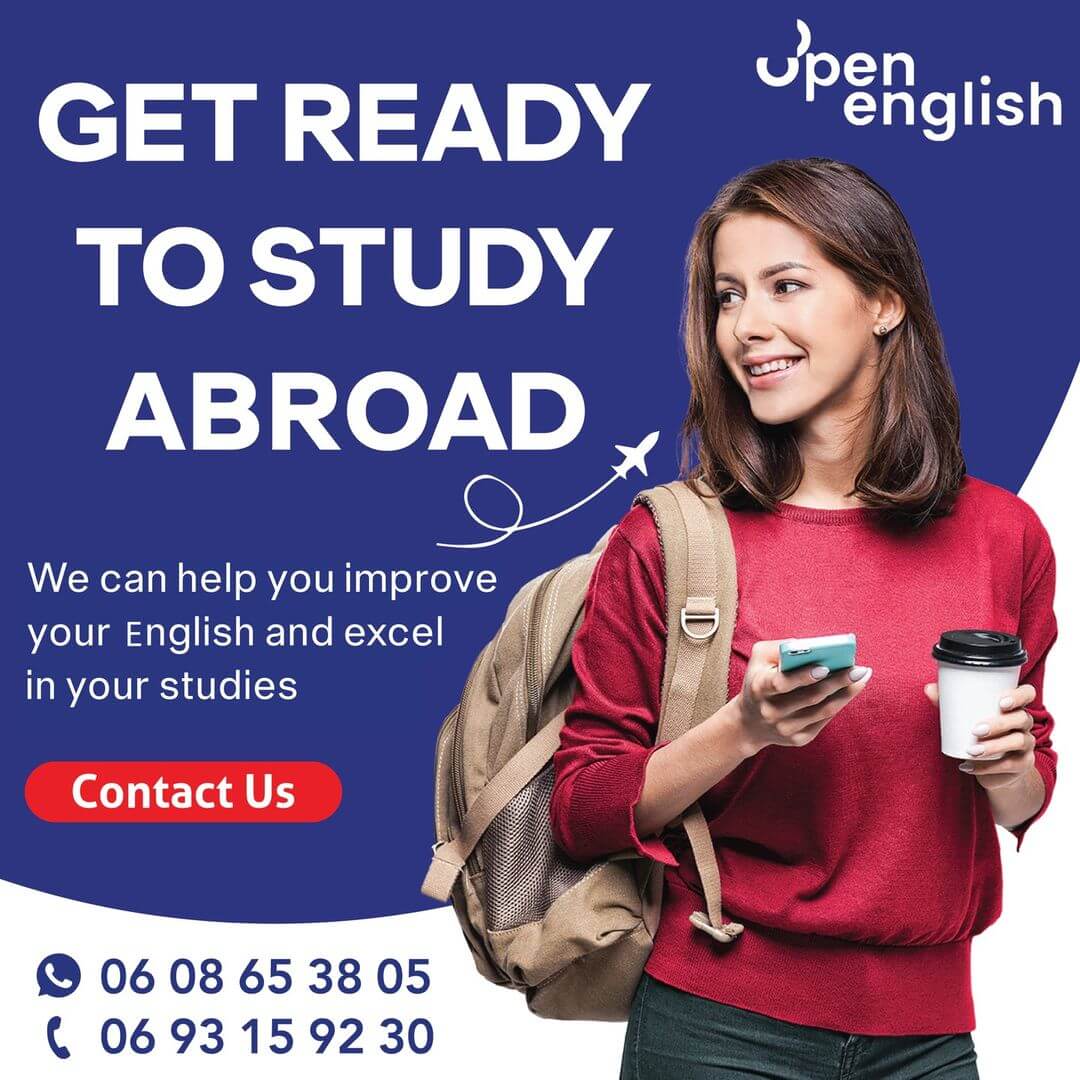 open
english
GET READY
TO STUDY
ABROAD
We can help you improve
your English and excel
in your studies
Contact Us
06 08 65 38 05
06 93 15 92 30